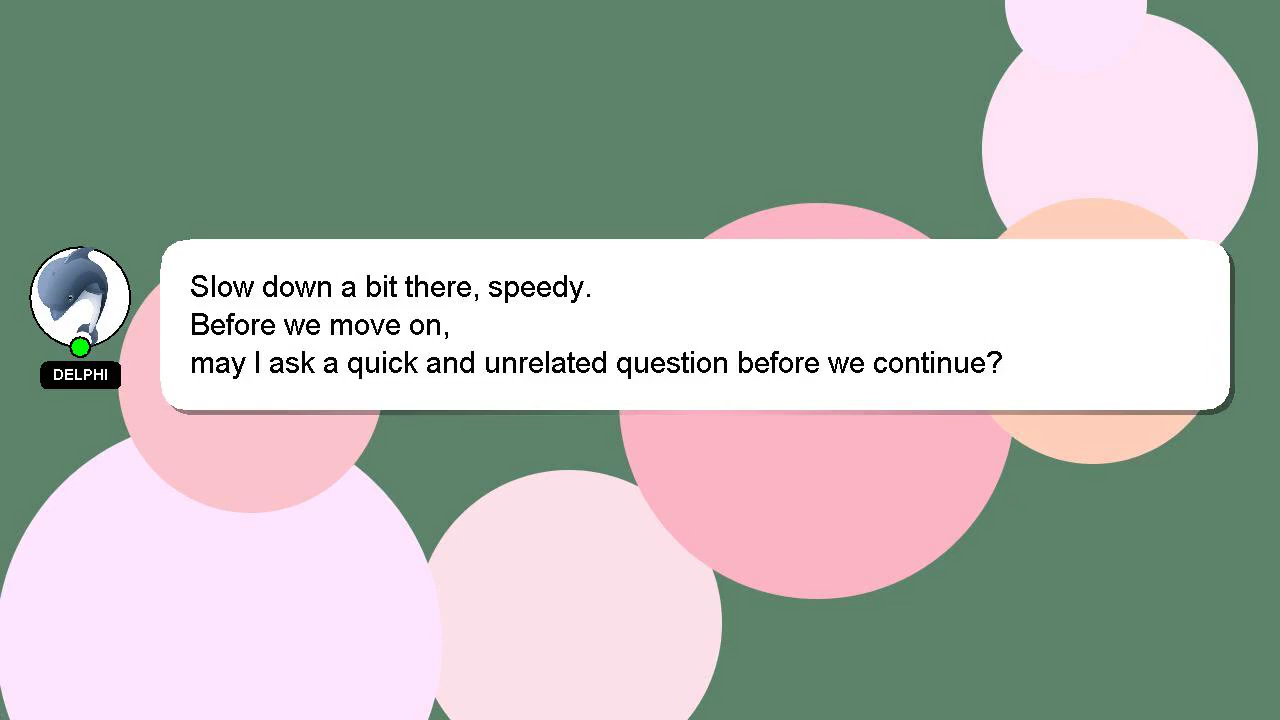 Slow down a bit there, speedy.
Before we move on,
may I ask a quick and unrelated question before we continue?
DELPHI